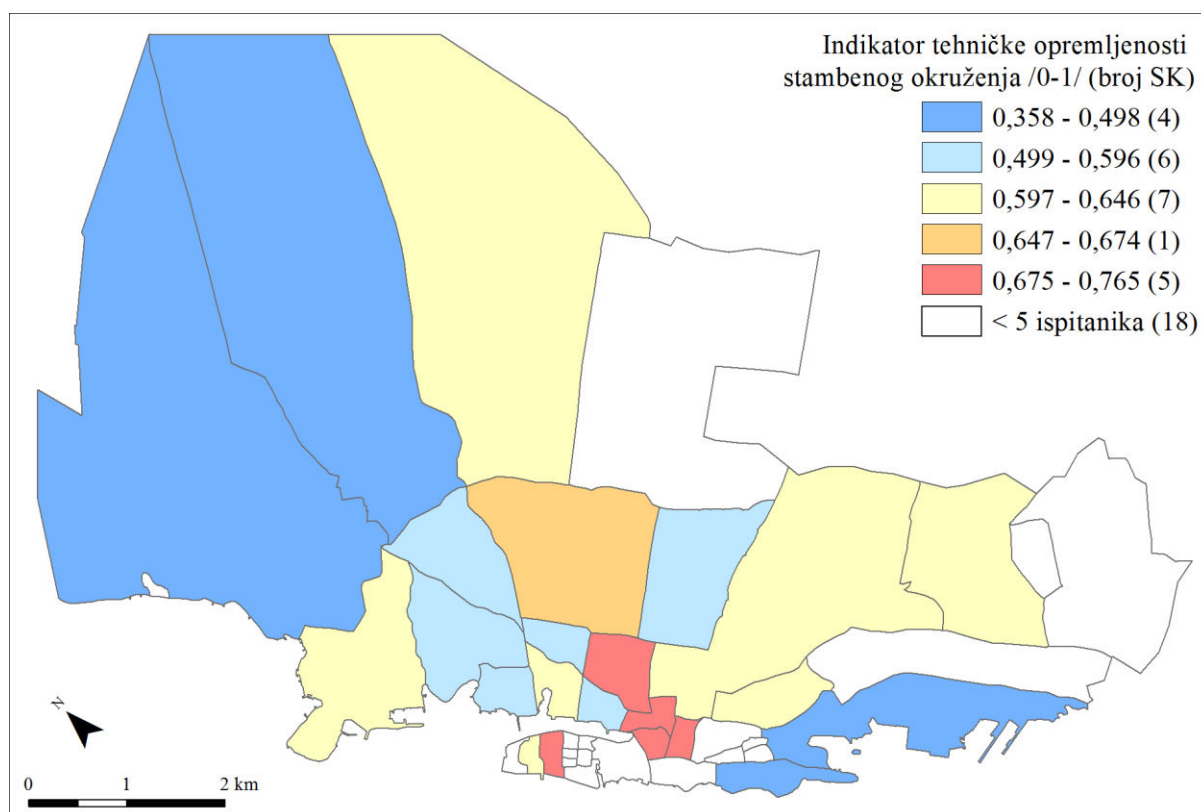 Indikator tehničke opremljenosti
stambenog okruženja /0-1/ (broj SK)
0,358 - 0,498 (4)
0,499 - 0,596 (6)
0,597 - 0,646 (7)
0,647 - 0,674 (1)
0,675 - 0,765 (5)
< 5 ispitanika (18)
N
0 1 2 km